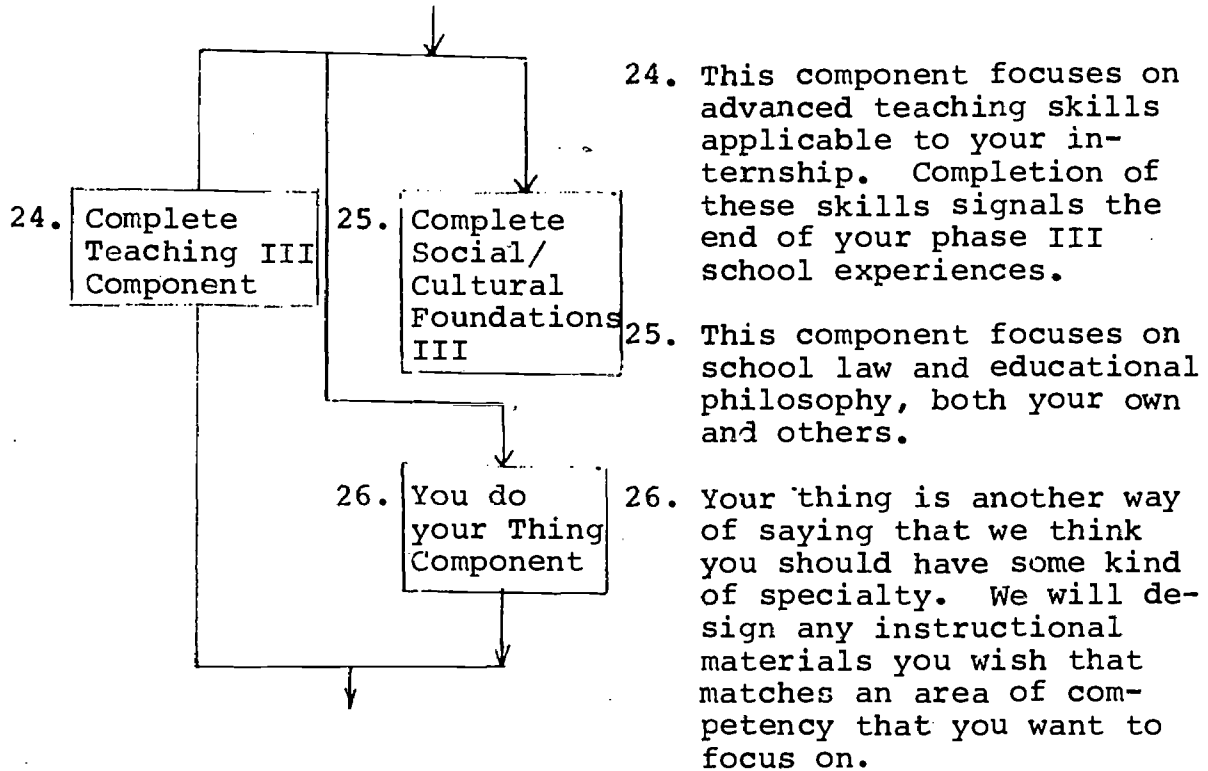 24. Complete
Teaching III
Component
25. Complete
Social/
Cultural
Foundations
III
26. You do
your Thing
Component
24. This component focuses on
advanced teaching skills
applicable to your in-
ternship. Completion of
these skills signals the
end of your phase III
school experiences.
25. This component focuses on
school law and educational
philosophy, both your own
and others.
26. Your thing is another way
of saying that we think
you should have some kind
of specialty. We will de-
sign any instructional
materials you wish that
matches an area of com-
petency that you want to
focus on.